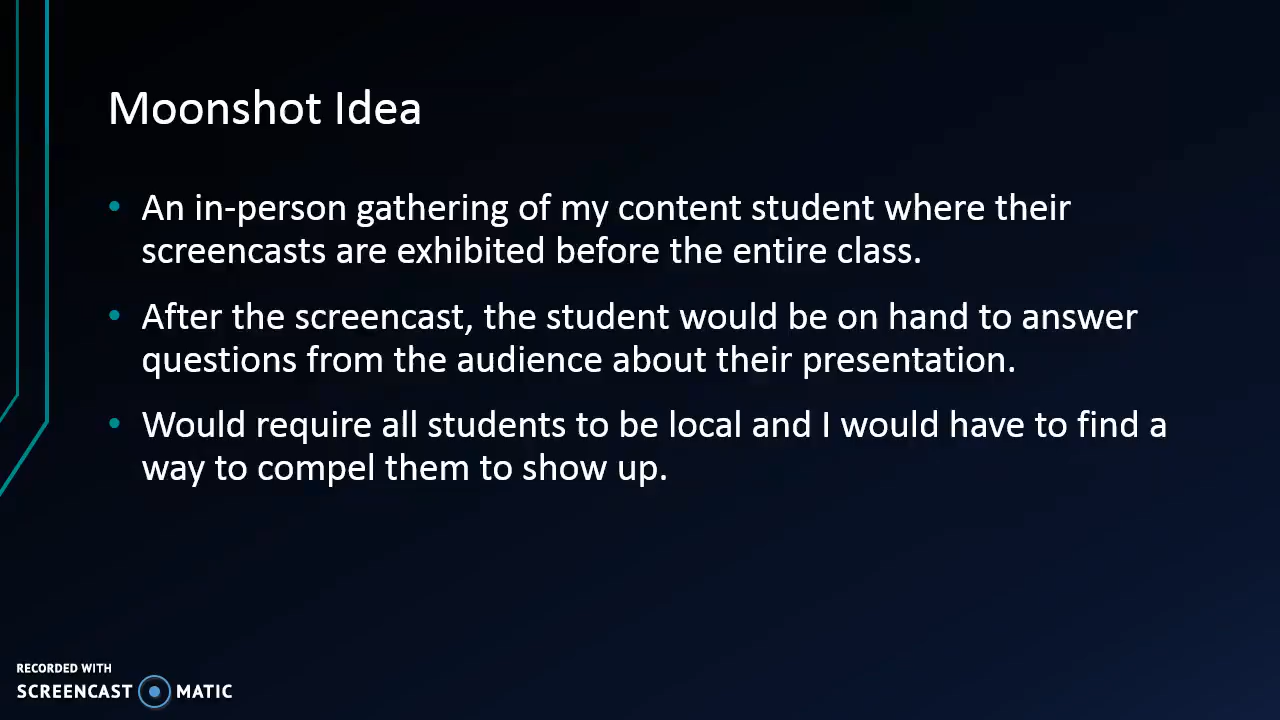 Moonshot Idea
• An in-person gathering of my content student where their
screencasts are exhibited before the entire class.
• After the screencast, the student would be on hand to answer
questions from the audience about their presentation.
• Would require all students to be local and I would have to find a
way to compel them to show up.
RECORDED WITH
SCREENCAST MATIC